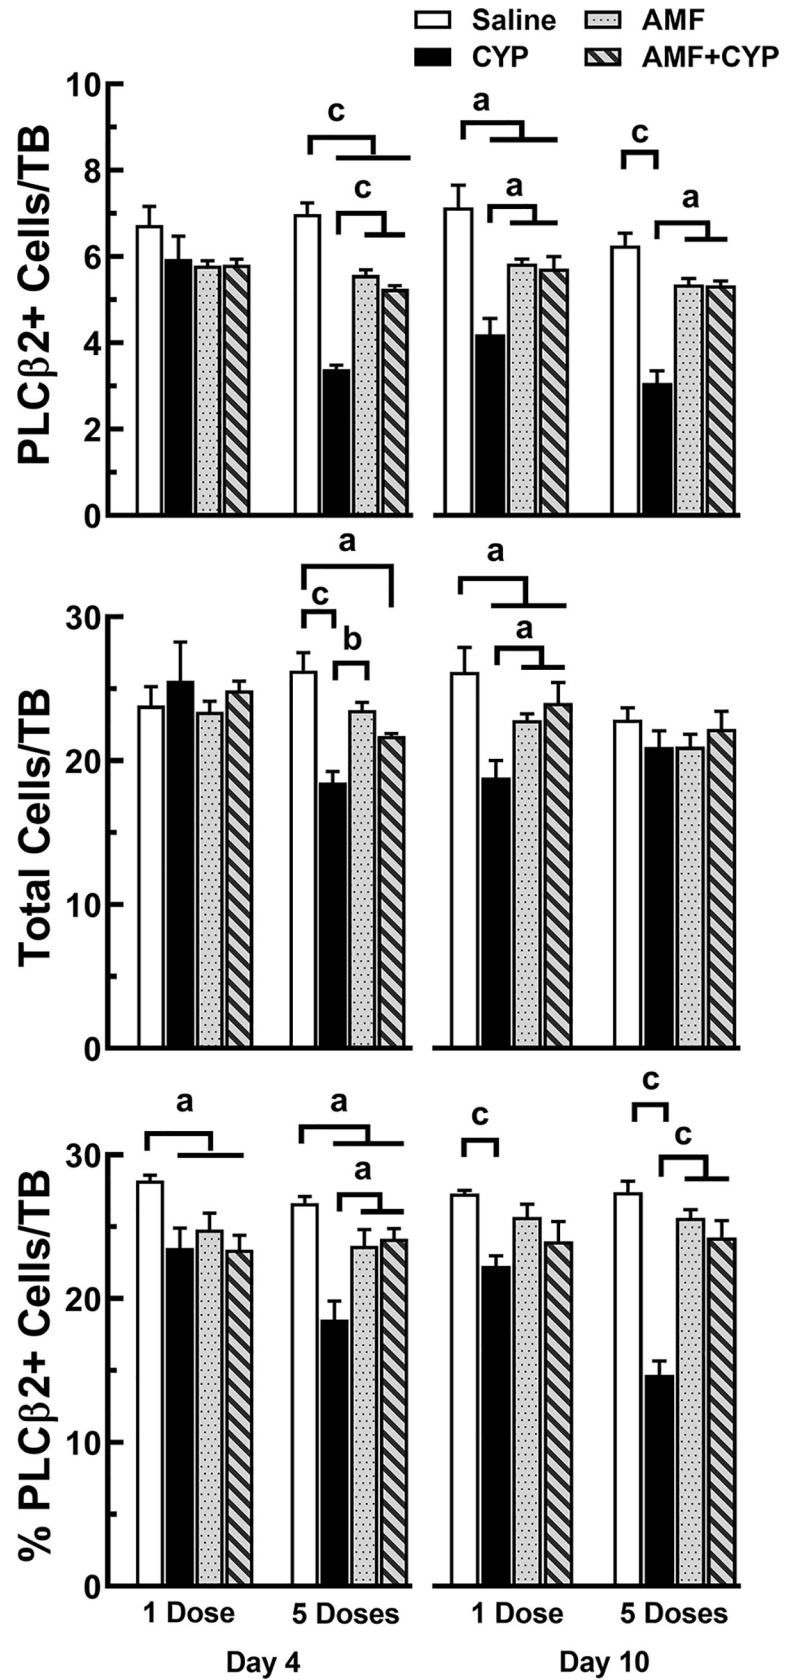 Saline AMF
CYP AMF+CYP
PLCβ2+ Cells/TB
10
8
6
4
2
0
c
c
a
a
c
a
Total Cells/TB
30
20
10
0
a
c
b
a
a
% PLCβ2+ Cells/TB
30
20
10
0
a
a
a
c
c
c
1 Dose 5 Doses 1 Dose 5 Doses
Day 4 Day 10